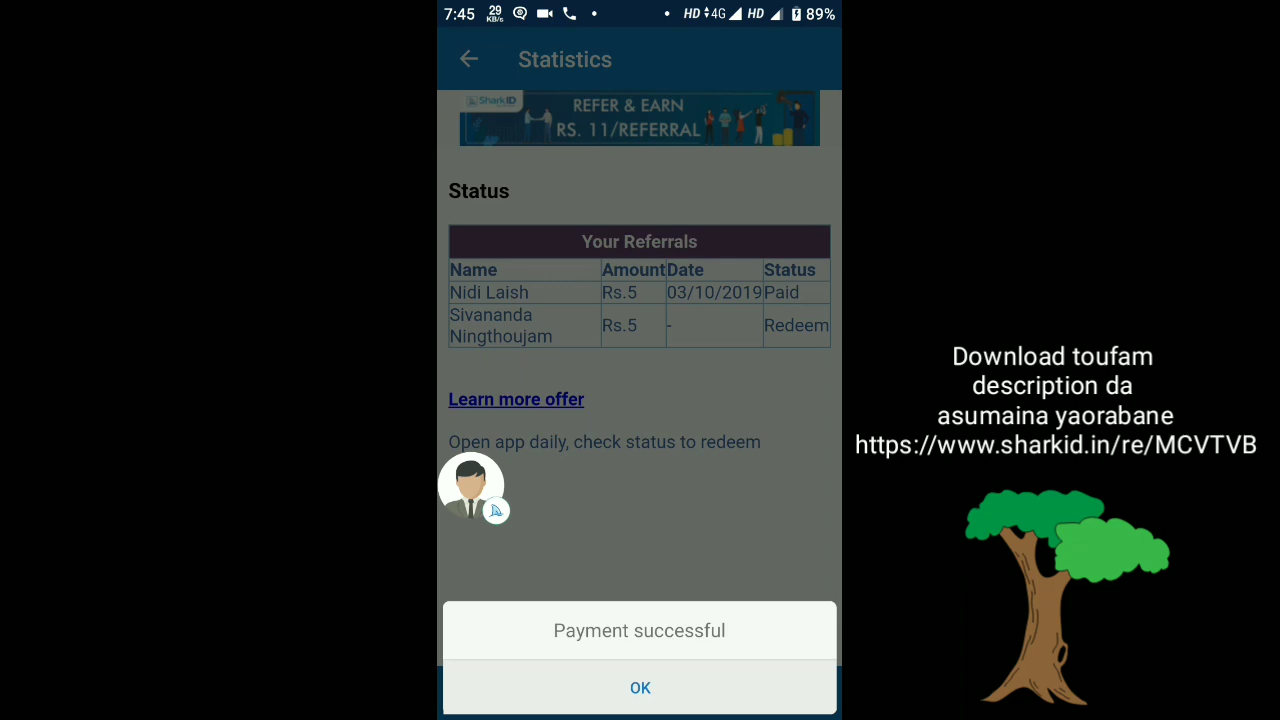 7:45 29 KB/s HD 4G HD 89%
Statistics
SharkID
REFER & EARN
RS. 11/REFERRAL
Status
Your Referrals
Name Amount Date Status
Nidi Laish Rs.5 03/10/2019 Paid
Sivananda
Ningthoujam Rs.5 - Redeem
Learn more offer
Open app daily, check status to redeem
Payment successful
OK
Download toufam
description da
asumaina yaorabane
https://www.sharkid.in/re/MCVTVB